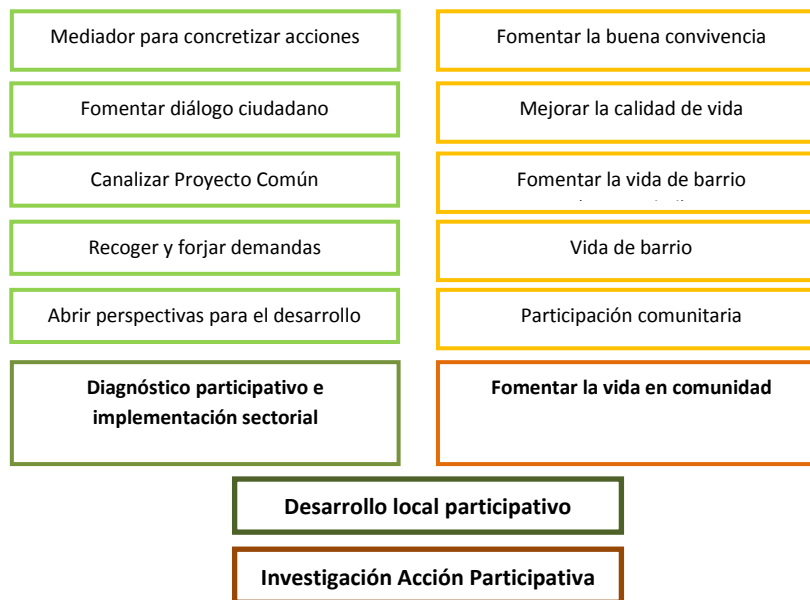 Mediador para concretizar acciones
Fomentar diálogo ciudadano
Canalizar Proyecto Común
Recoger y forjar demandas
Abrir perspectivas para el desarrollo
Diagnóstico participativo e
implementación sectorial
Fomentar la buena convivencia
Mejorar la calidad de vida
Fomentar la vida de barrio
Vida de barrio
Participación comunitaria
Fomentar la vida en comunidad
Desarrollo local participativo
Investigación Acción Participativa